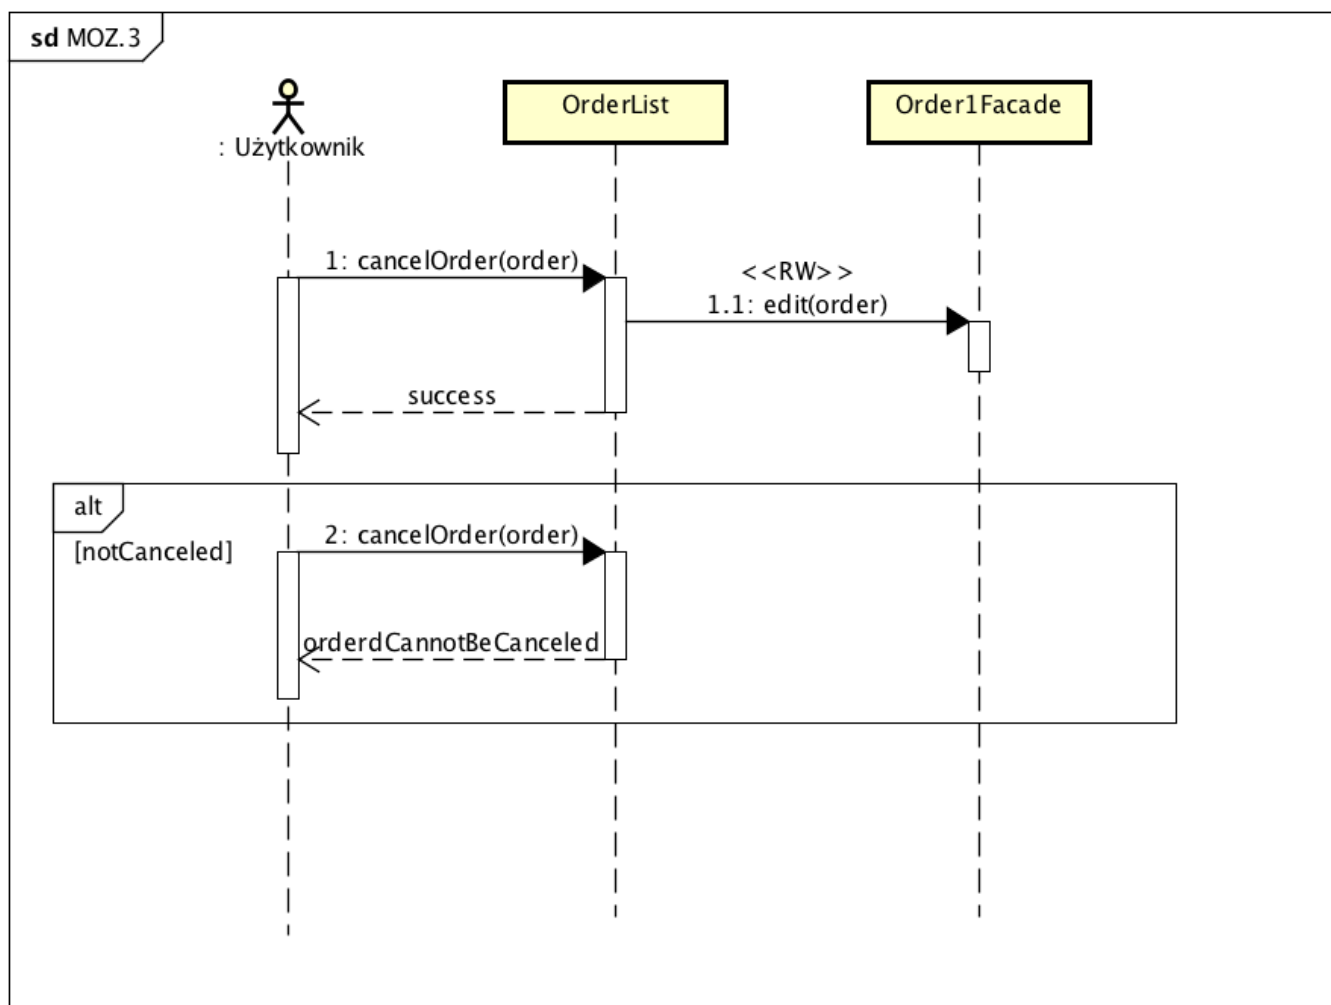 sd MOZ.3
: Użytkownik
OrderList
Order1Facade
1: cancelOrder(order)
<<RW>>
1.1: edit(order)
success
alt
[notCanceled]
2: cancelOrder(order)
orderdCannotBeCanceled